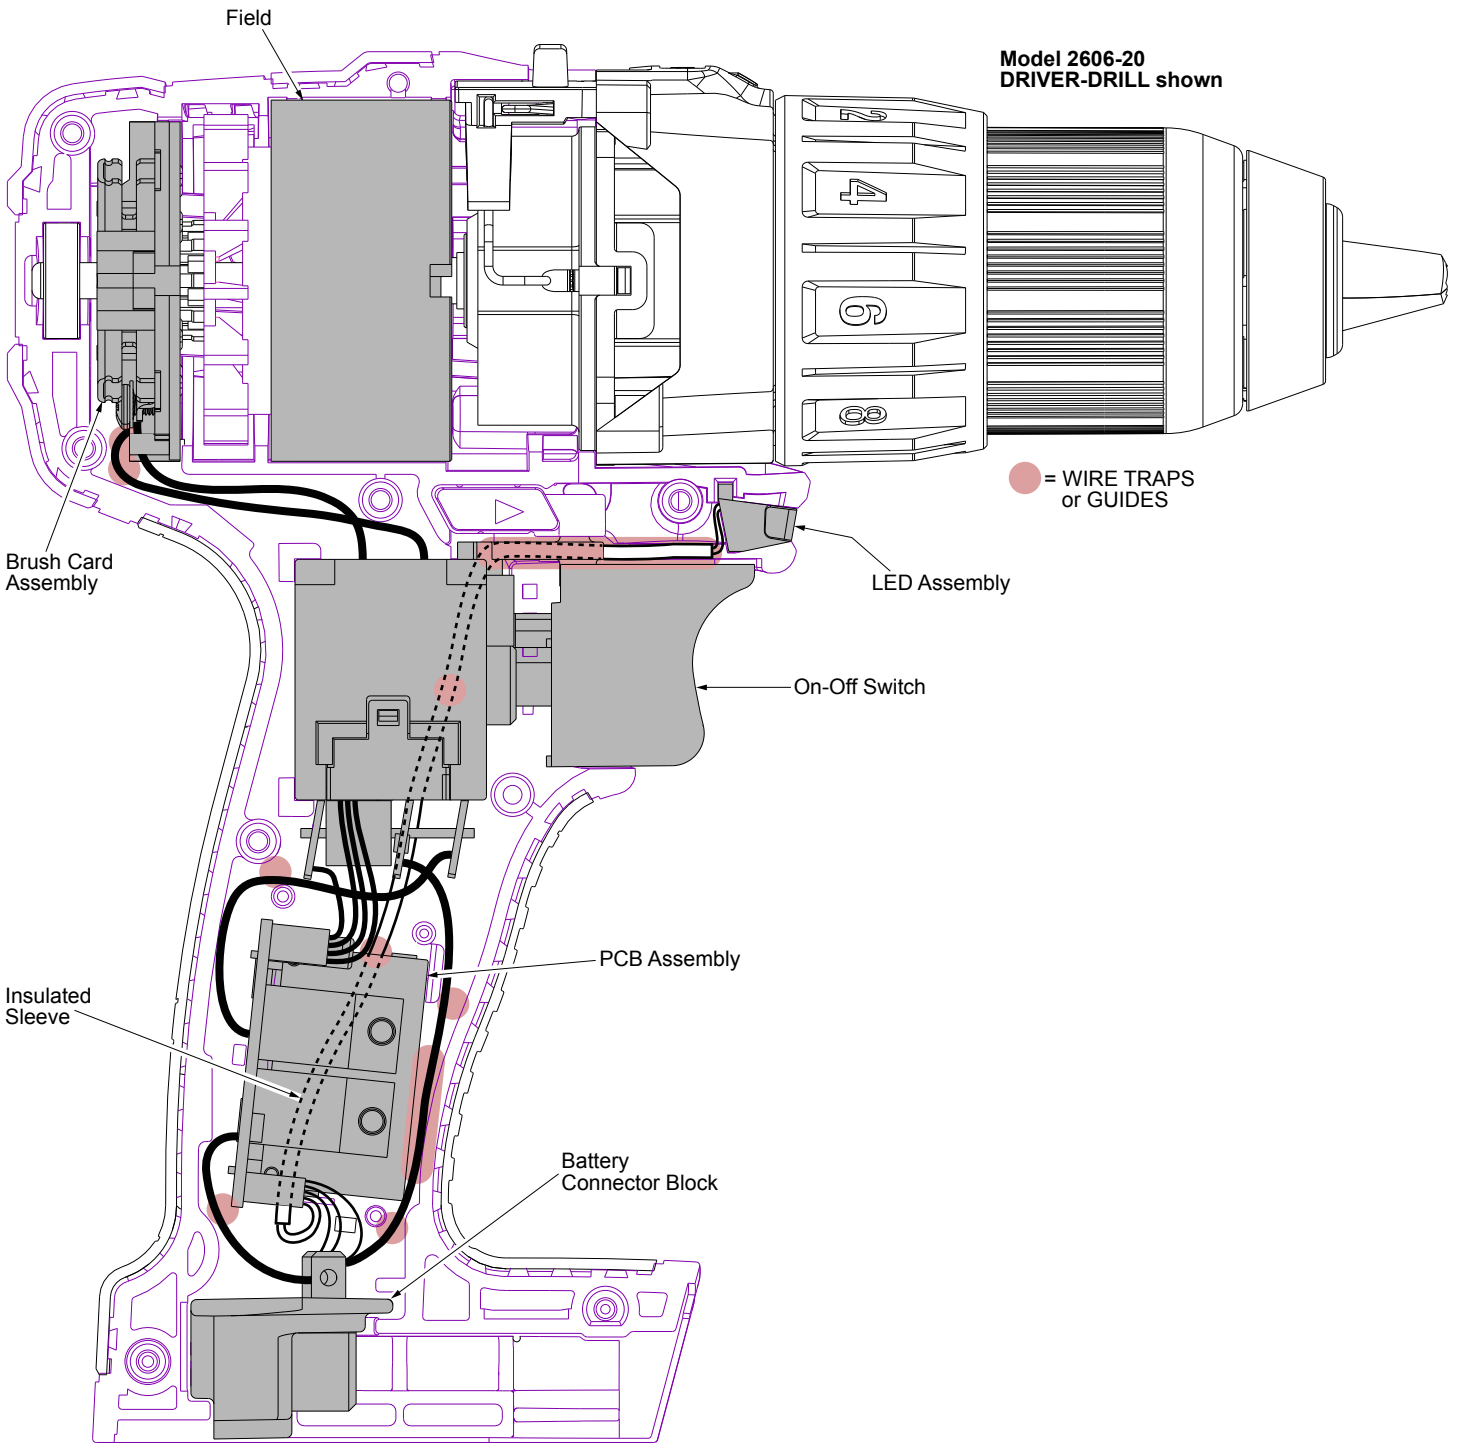 Field
Model 2606-20
DRIVER-DRILL shown
2
4
6
8
= WIRE TRAPS
or GUIDES
Brush Card
Assembly
LED Assembly
On-Off Switch
PCB Assembly
Insulated
Sleeve
Battery
Connector Block